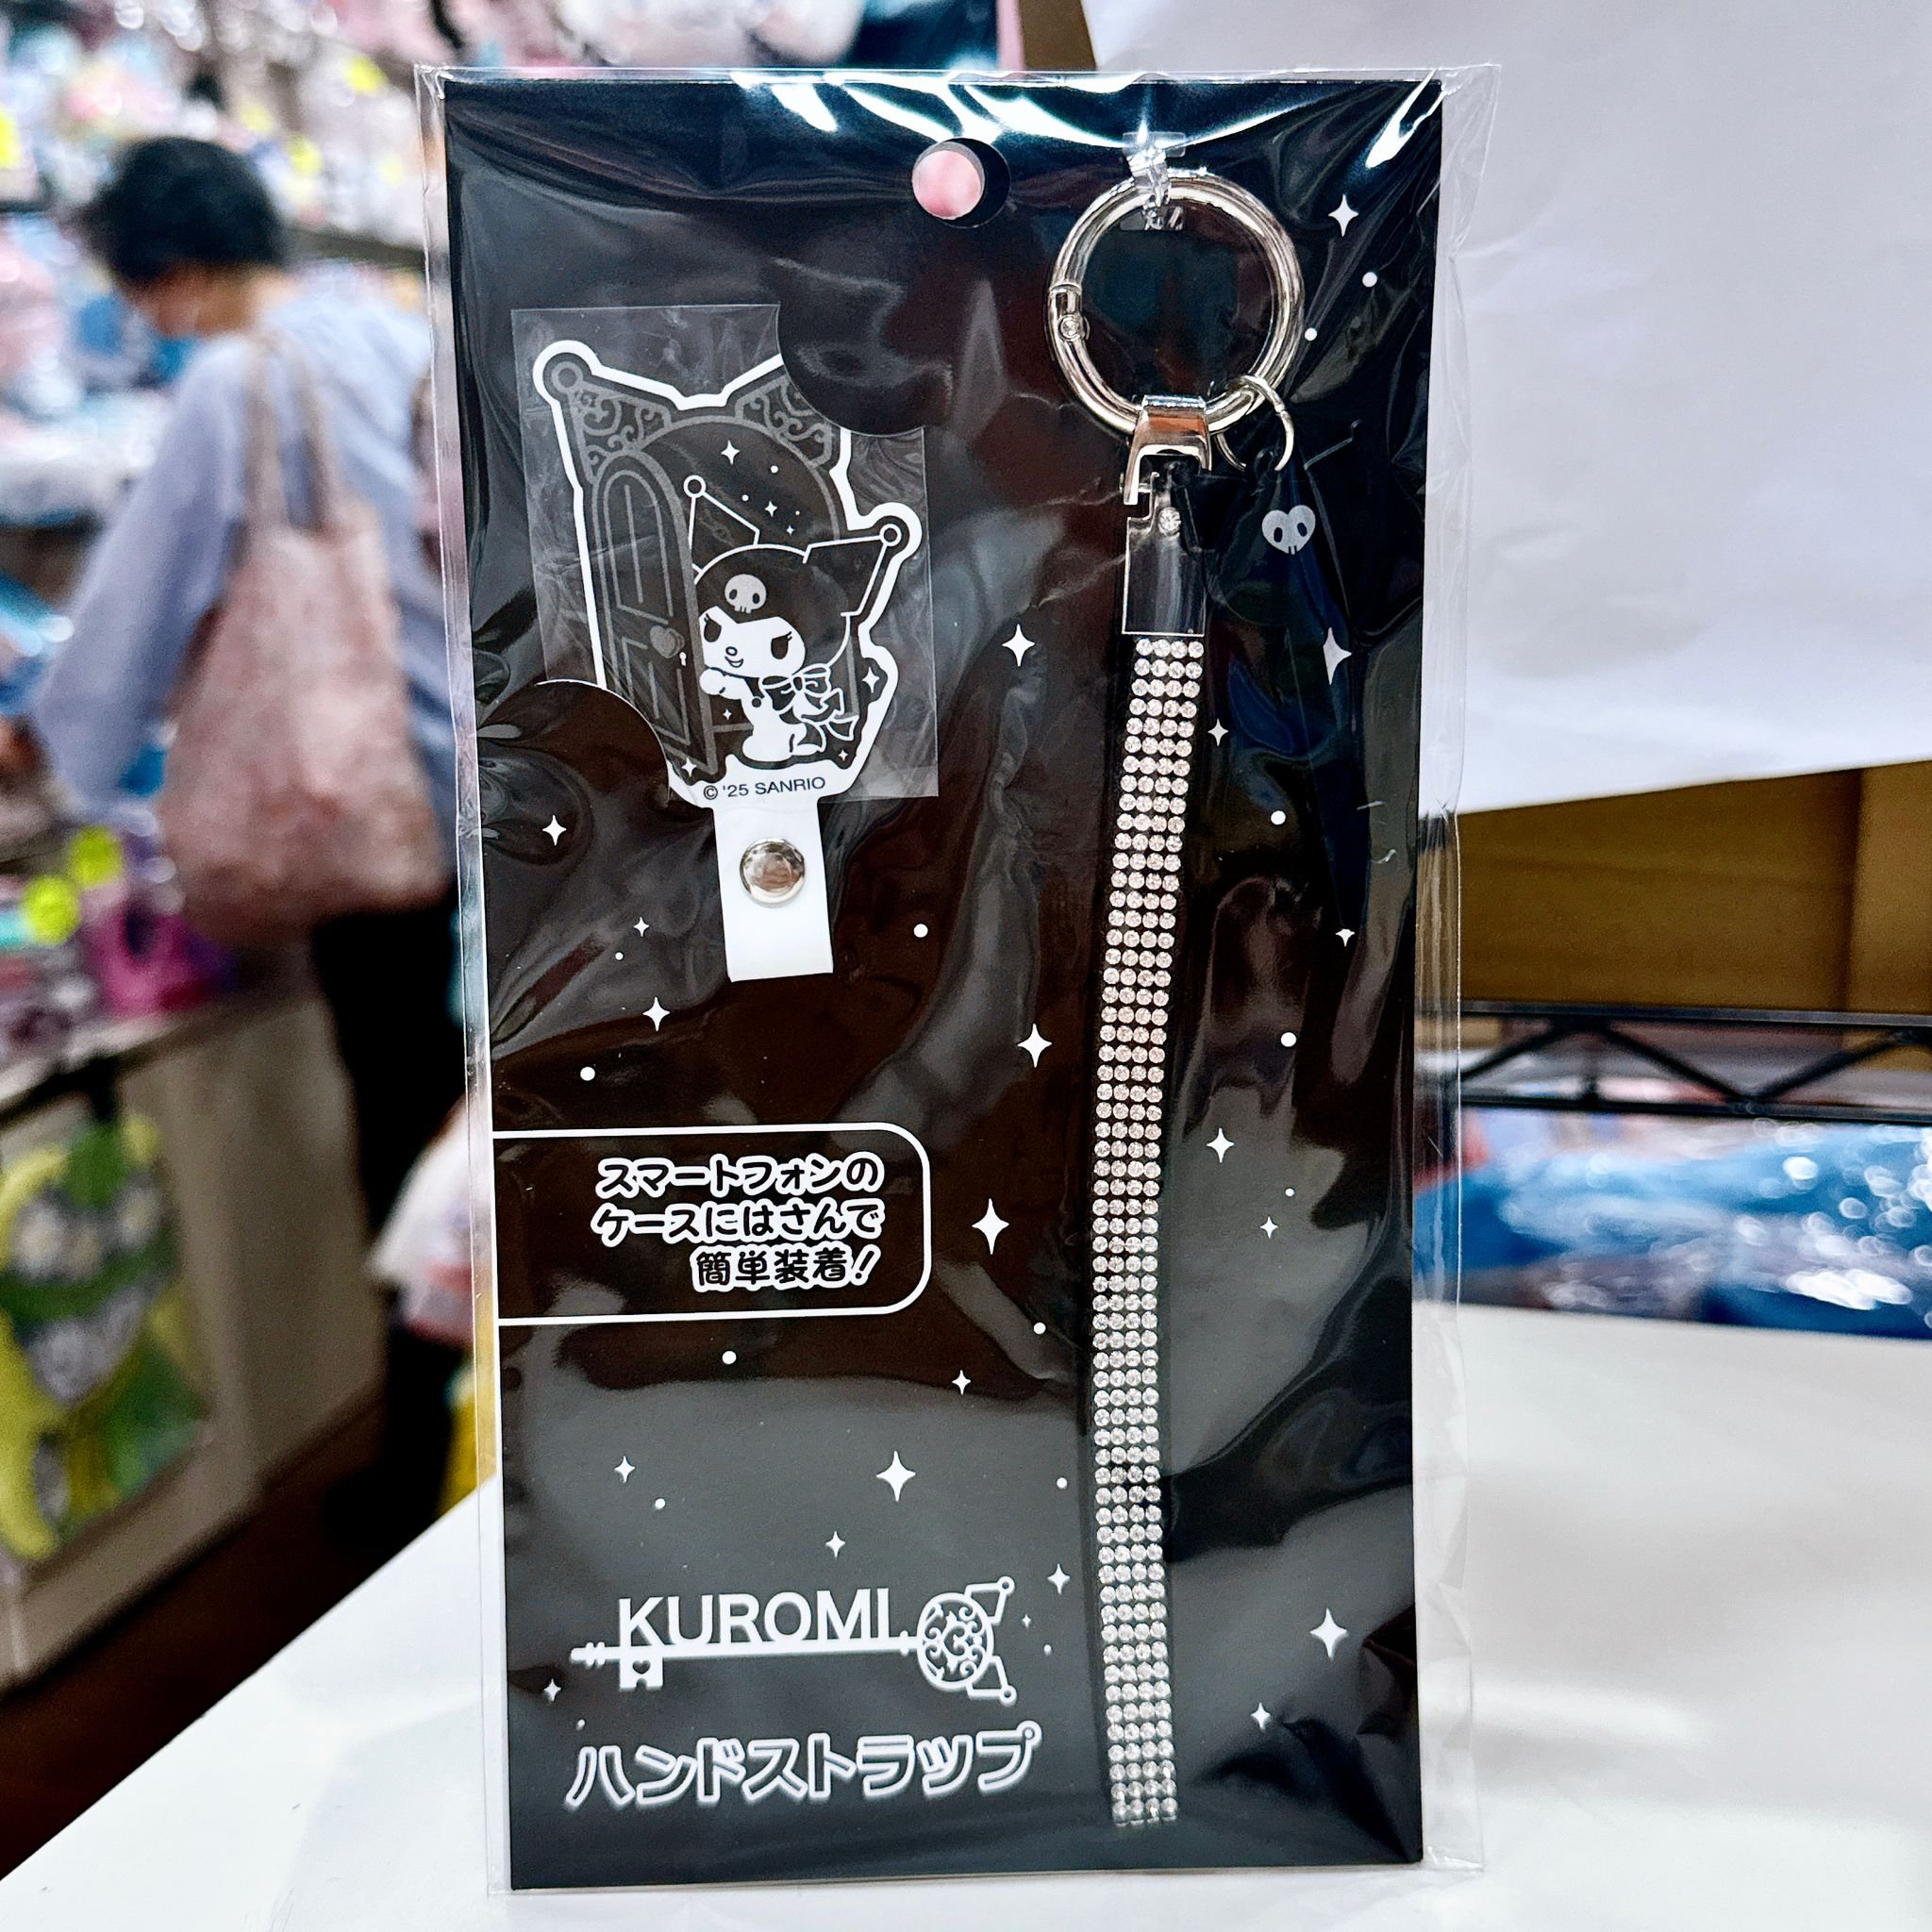 © '25 SANRIO
スマートフォンの
ケースにはさんで
簡単装着!
KUROMI
ハンドストラップ